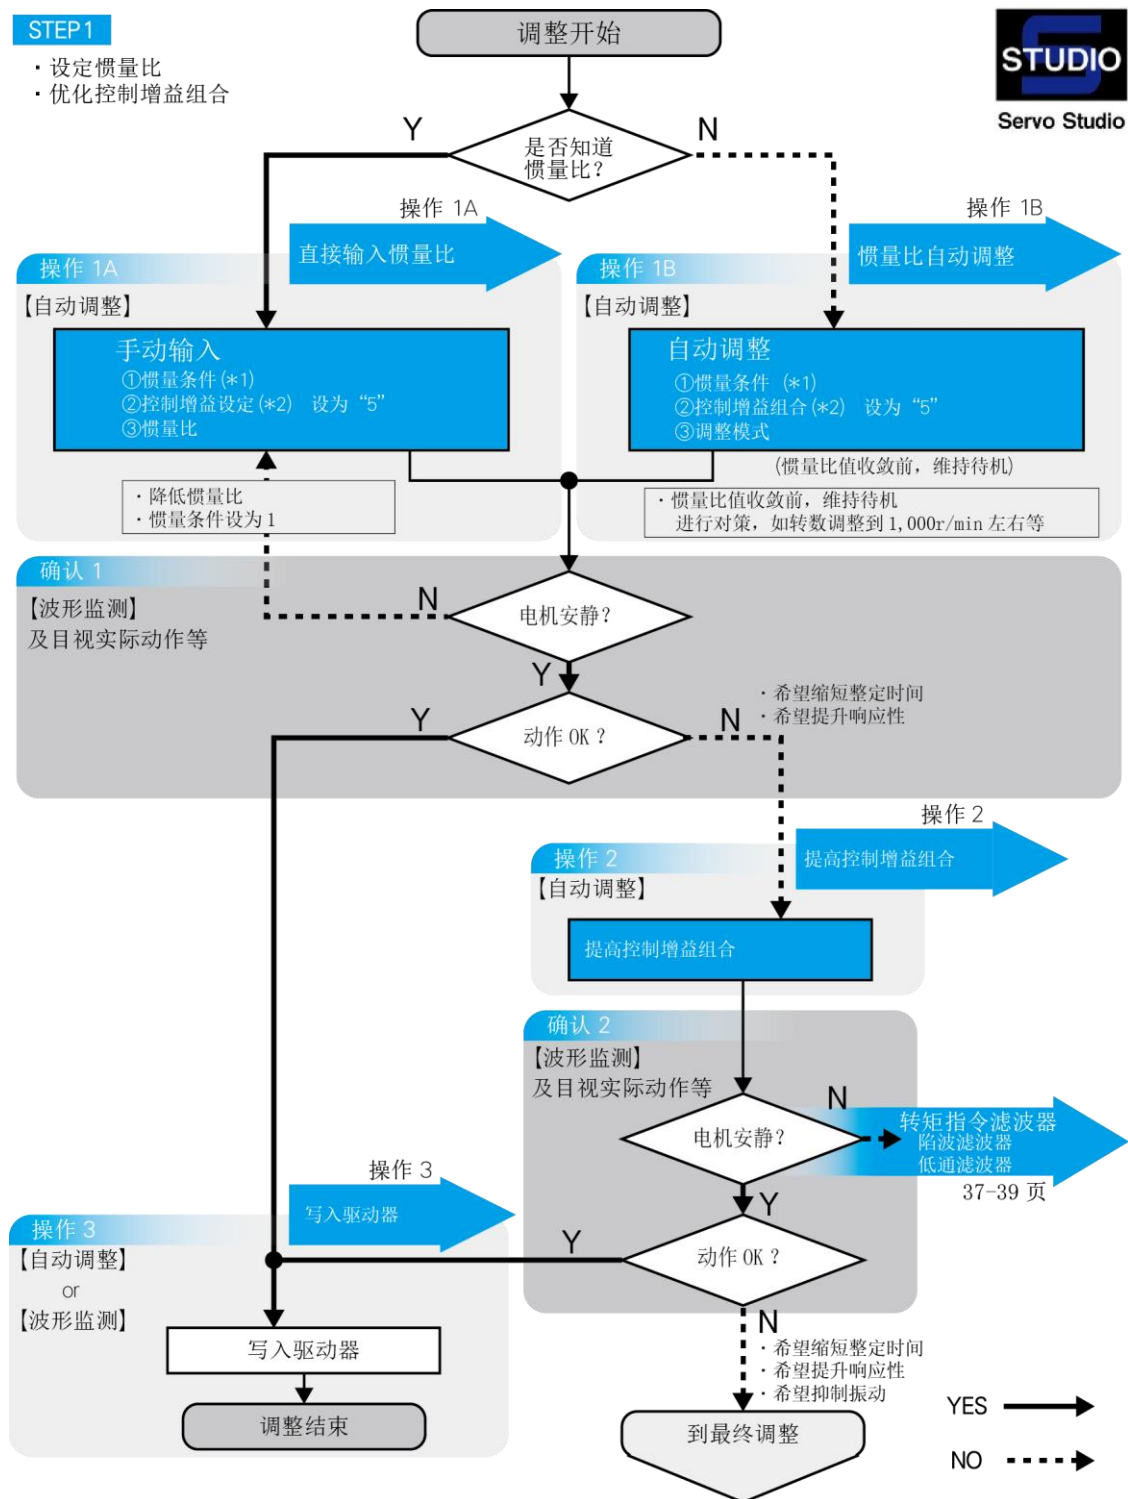 STEP1
·设定惯量比
·优化控制增益组合
调整开始
STUDIO
Servo Studio
Y
N
是否知道
惯量比?
操作 1A
直接输入惯量比
操作 1B
惯量比自动调整
操作 1A
【自动调整】
手动输入
①惯量条件(*1)
②控制增益设定(*2) 设为“5”
③惯量比
操作 1B
【自动调整】
自动调整
①惯量条件 (*1)
②控制增益组合(*2) 设为“5”
③调整模式
(惯量比值收敛前，维持待机)
·降低惯量比
·惯量条件设为1
·惯量比值收敛前，维持待机
进行对策，如转数调整到1,000r/min 左右等
确认 1
【波形监测】
及目视实际动作等
N
电机安静?
Y
Y
动作 OK ?
N
·希望缩短整定时间
·希望提升响应性
操作 2
提高控制增益组合
操作 2
【自动调整】
提高控制增益组合
确认 2
【波形监测】
及目视实际动作等
电机安静?
N
转矩指令滤波器
陷波滤波器
低通滤波器
37-39 页
Y
操作 3
写入驱动器
Y
动作 OK ?
操作 3
【自动调整】
or
【波形监测】
写入驱动器
调整结束
N
·希望缩短整定时间
·希望提升响应性
·希望抑制振动
到最终调整
YES
NO